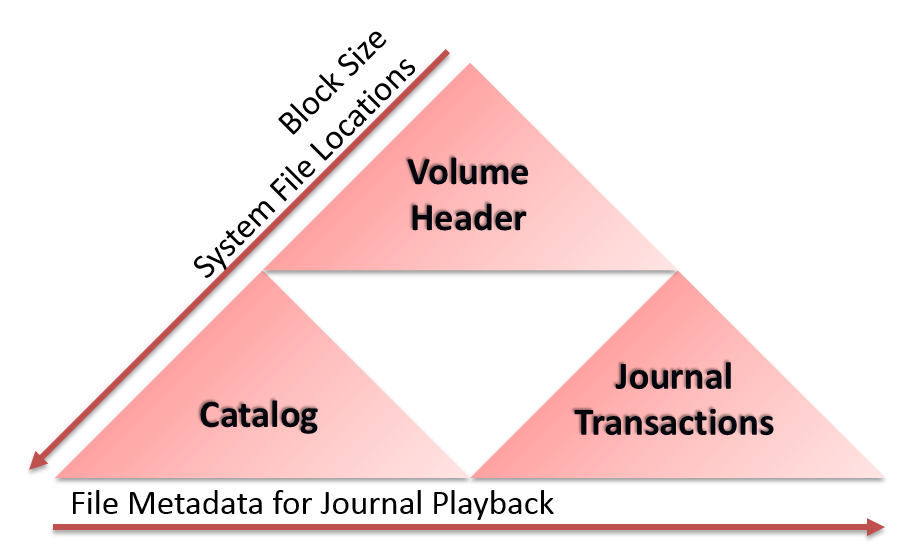 Block Size
System File Locations
Volume
Header
Catalog
Journal
Transactions
File Metadata for Journal Playback